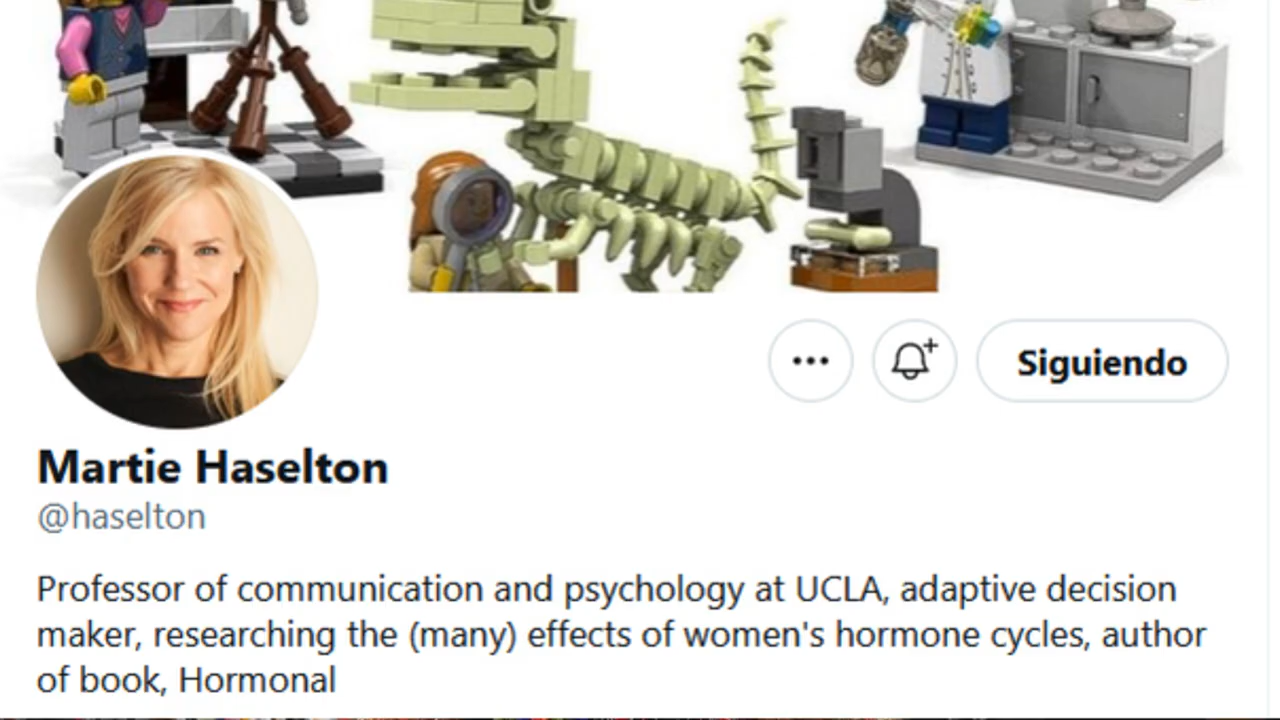 Siguiendo
Martie Haselton
@haselton
Professor of communication and psychology at UCLA, adaptive decision
maker, researching the (many) effects of women's hormone cycles, author
of book, Hormonal